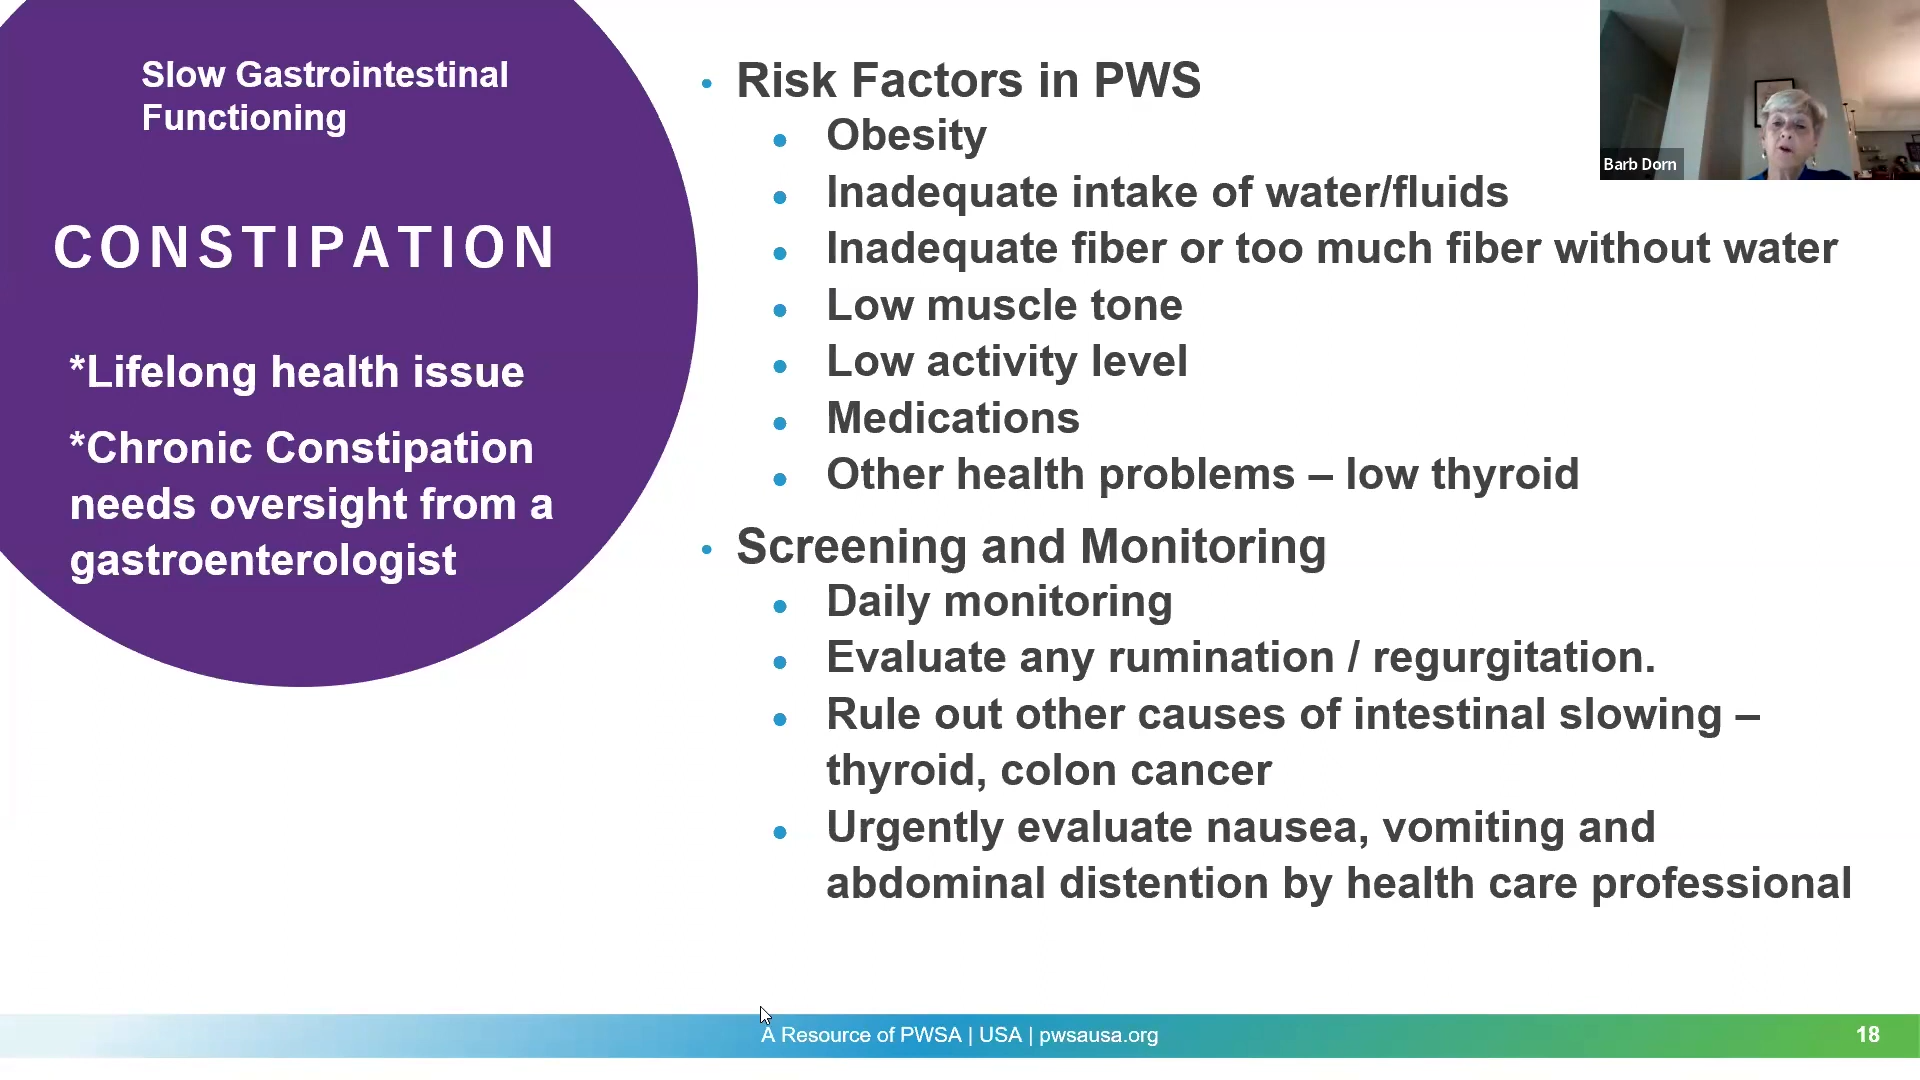 Slow Gastrointestinal
Functioning
CONSTIPATION
*Lifelong health issue
*Chronic Constipation
needs oversight from a
gastroenterologist
• Risk Factors in PWS
• Obesity
• Inadequate intake of water/fluids
• Inadequate fiber or too much fiber without water
• Low muscle tone
• Low activity level
• Medications
• Other health problems – low thyroid
• Screening and Monitoring
• Daily monitoring
• Evaluate any rumination / regurgitation.
• Rule out other causes of intestinal slowing –
thyroid, colon cancer
• Urgently evaluate nausea, vomiting and
abdominal distention by health care professional
Barb Dorn
A Resource of PWSA | USA | pwsausa.org
18